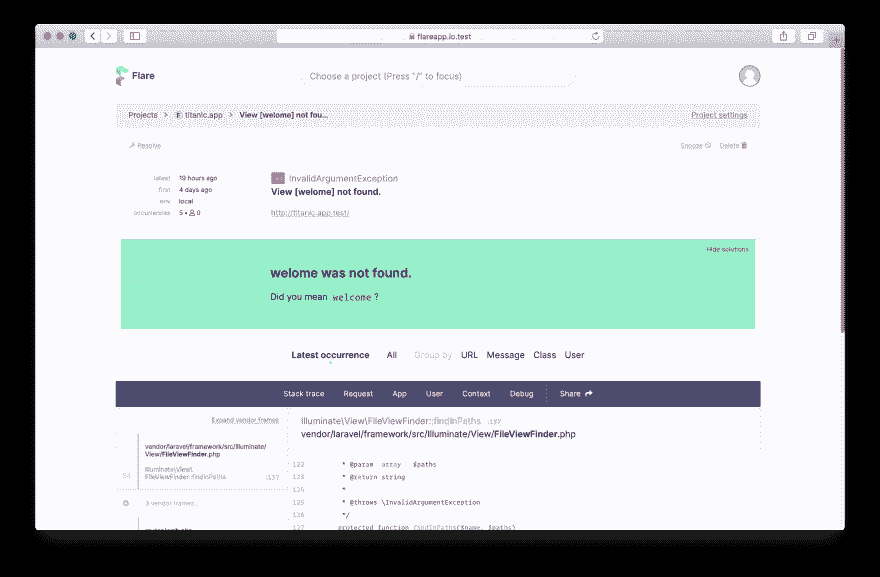 flareapp.io.test
Flare
Choose a project (Press "/" to focus)
Projects > titanic.app > View [welome] not fou...
Project settings
Resolve
Snooze
Delete
latest 19 hours ago
first 4 days ago
env local
occurrences 5 • 0
InvalidArgumentException
View [welome] not found.
http://titanic.app.test/
Hide solutions
welome was not found.
Did you mean welcome ?
Latest occurrence All Group by URL Message Class User
Stack trace Request App User Context Debug Share
Expand vendor frames
vendor/laravel/framework/src/Illuminate/
View/FileViewFinder.php
Illuminate\View\
FileViewFinder::findInPaths :137
3 vendor frames
Illuminate\View\FileViewFinder::findInPaths :137
vendor/laravel/framework/src/Illuminate/View/FileViewFinder.php
122 * @param array $paths
123 * @return string
124 *
125 * @throws \InvalidArgumentException
126 */
127 protected function findInPaths($name, $paths)